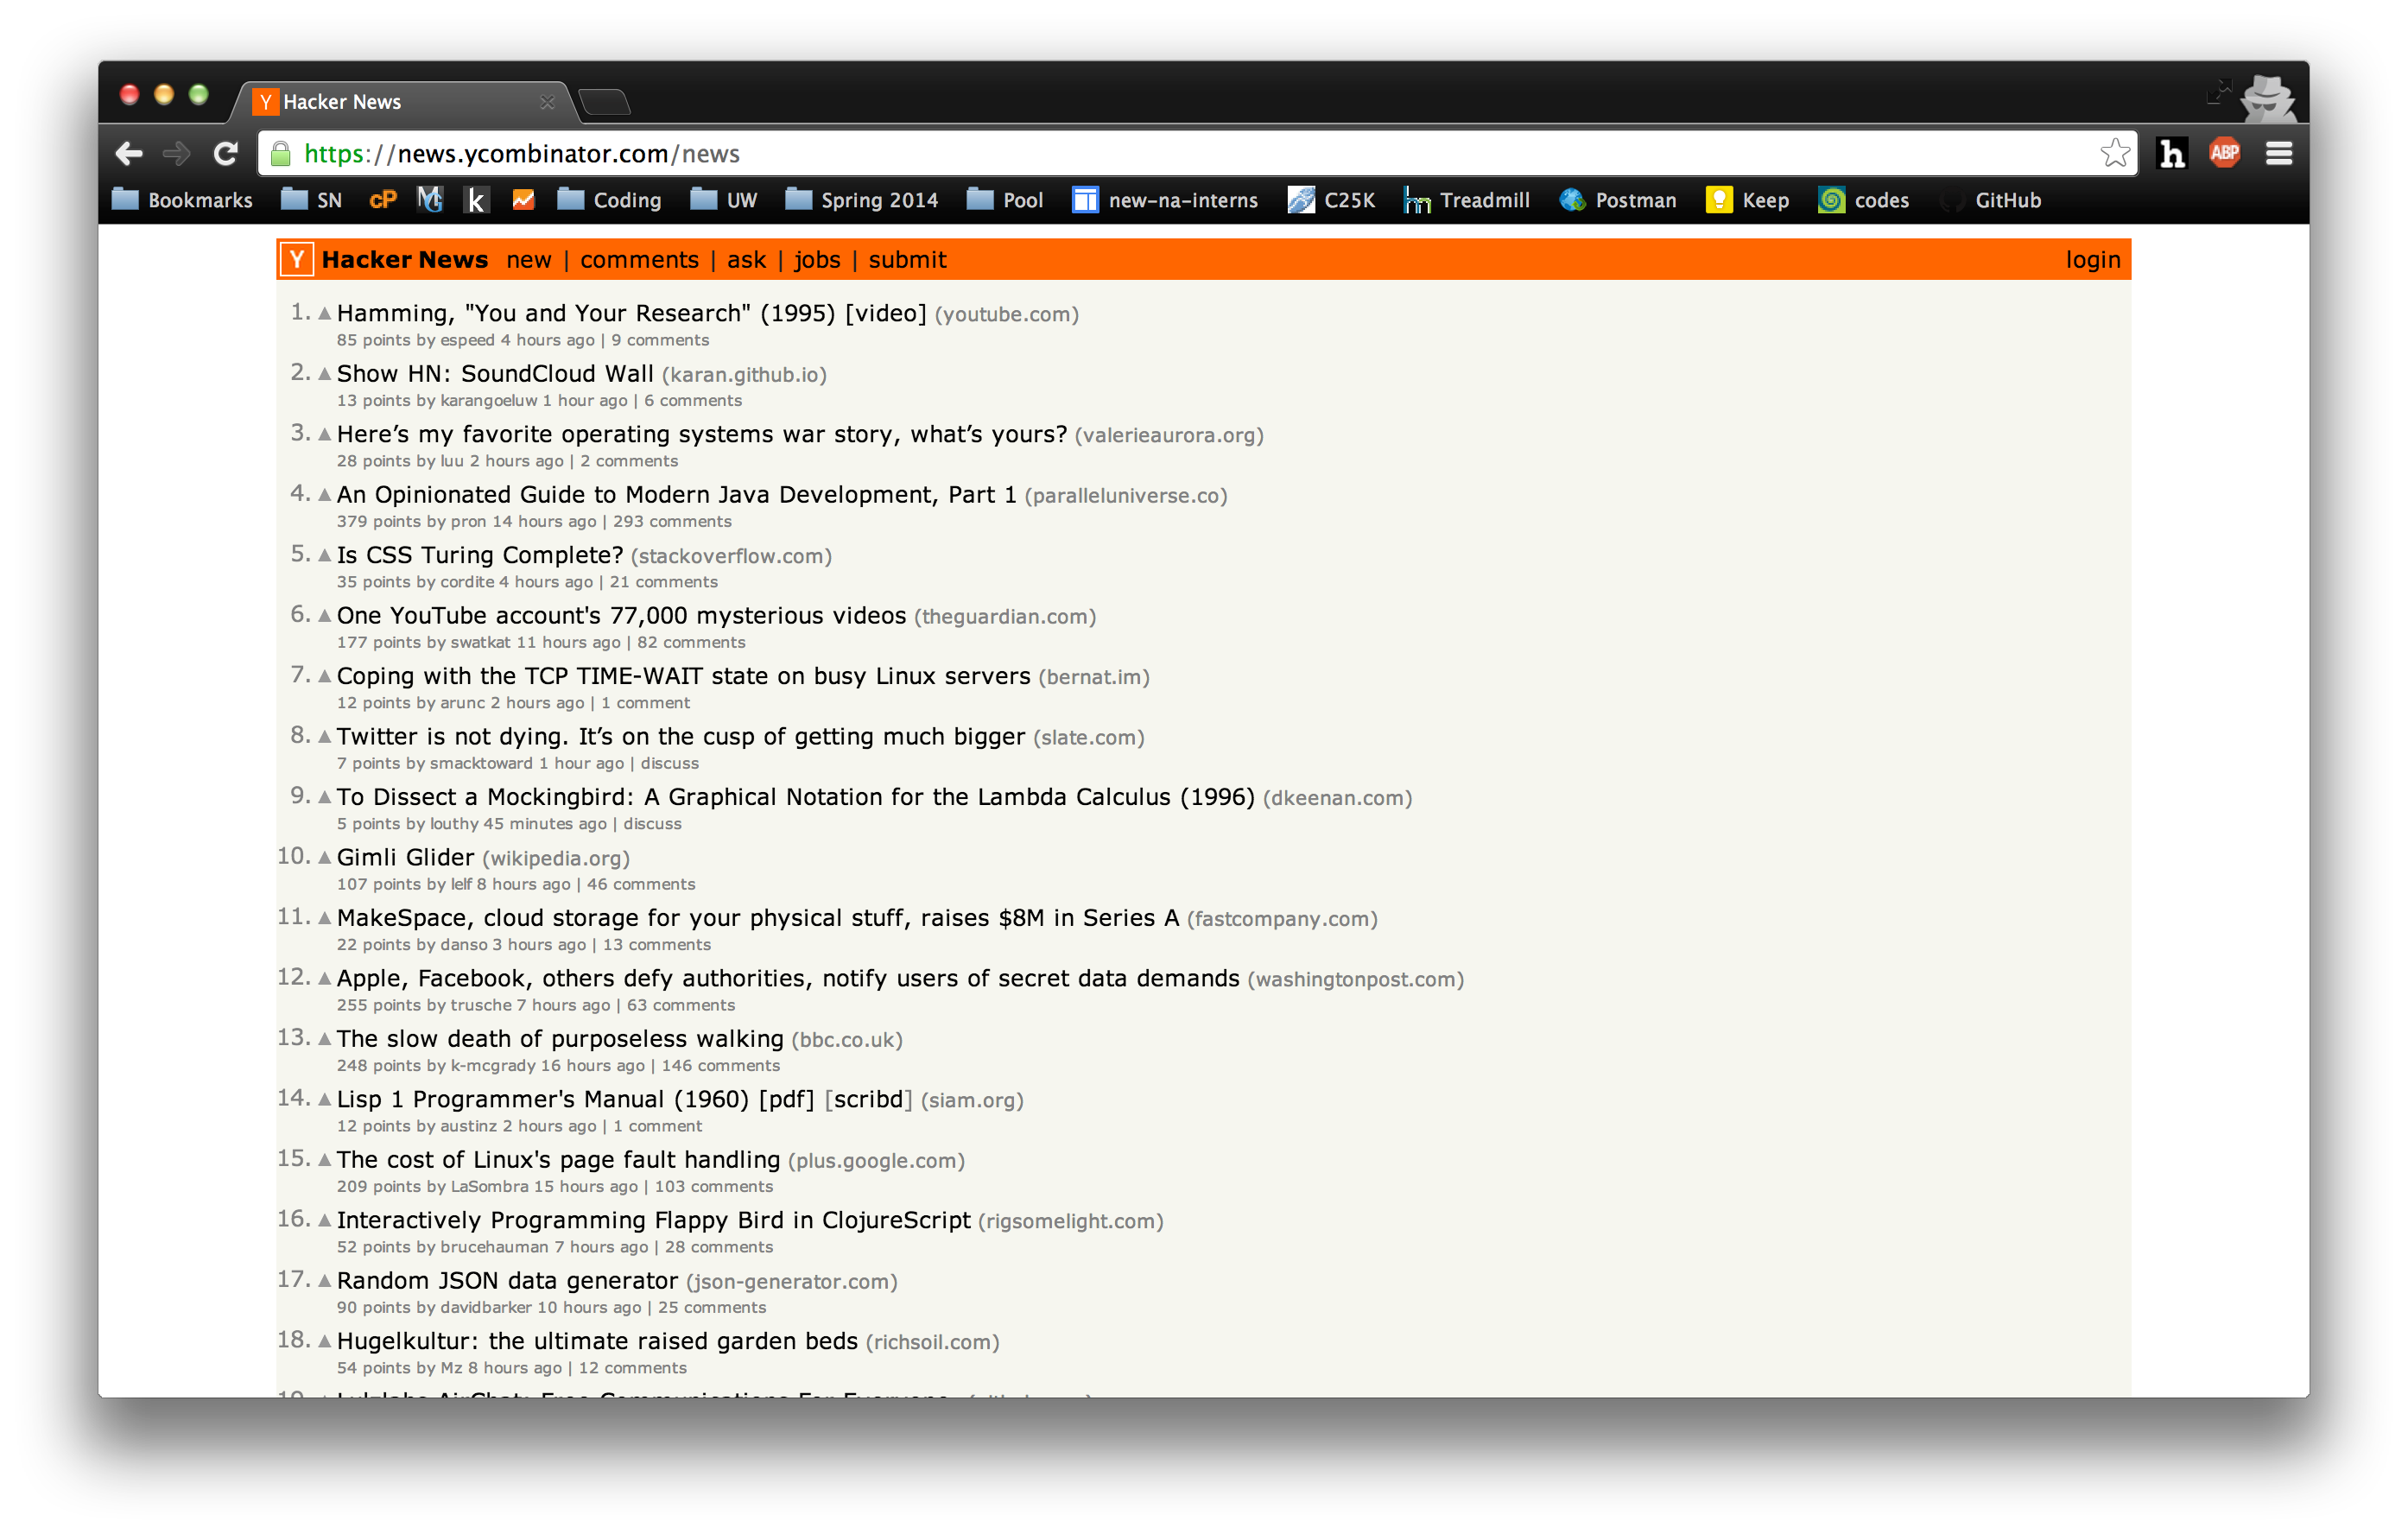 Y Hacker News
https://news.ycombinator.com/news
h ABP
Bookmarks SN cP k Coding UW Spring 2014 Pool new-na-interns C25K Treadmill Postman Keep codes GitHub
Y Hacker News new | comments | ask | jobs | submit login
1. Hamming, "You and Your Research" (1995) [video] (youtube.com)
85 points by espeed 4 hours ago | 9 comments
2. Show HN: SoundCloud Wall (karan.github.io)
13 points by karangoeluw 1 hour ago | 6 comments
3. Here’s my favorite operating systems war story, what’s yours? (valerieaurora.org)
28 points by luu 2 hours ago | 2 comments
4. An Opinionated Guide to Modern Java Development, Part 1 (paralleluniverse.co)
379 points by pron 14 hours ago | 293 comments
5. Is CSS Turing Complete? (stackoverflow.com)
35 points by cordite 4 hours ago | 21 comments
6. One YouTube account's 77,000 mysterious videos (theguardian.com)
177 points by swatkat 11 hours ago | 82 comments
7. Coping with the TCP TIME-WAIT state on busy Linux servers (bernat.im)
12 points by arunc 2 hours ago | 1 comment
8. Twitter is not dying. It’s on the cusp of getting much bigger (slate.com)
7 points by smacktoward 1 hour ago | discuss
9. To Dissect a Mockingbird: A Graphical Notation for the Lambda Calculus (1996) (dkeenan.com)
5 points by louthy 45 minutes ago | discuss
10. Gimli Glider (wikipedia.org)
107 points by lelf 8 hours ago | 46 comments
11. MakeSpace, cloud storage for your physical stuff, raises $8M in Series A (fastcompany.com)
22 points by danso 3 hours ago | 13 comments
12. Apple, Facebook, others defy authorities, notify users of secret data demands (washingtonpost.com)
255 points by trusche 7 hours ago | 63 comments
13. The slow death of purposeless walking (bbc.co.uk)
248 points by k-mcgrady 16 hours ago | 146 comments
14. Lisp 1 Programmer's Manual (1960) [pdf] [scribd] (siam.org)
12 points by austinz 2 hours ago | 1 comment
15. The cost of Linux's page fault handling (plus.google.com)
209 points by LaSombra 15 hours ago | 103 comments
16. Interactively Programming Flappy Bird in ClojureScript (rigsomelight.com)
52 points by brucehauman 7 hours ago | 28 comments
17. Random JSON data generator (json-generator.com)
90 points by davidbarker 10 hours ago | 25 comments
18. Hugelkultur: the ultimate raised garden beds (richsoil.com)
54 points by Mz 8 hours ago | 12 comments